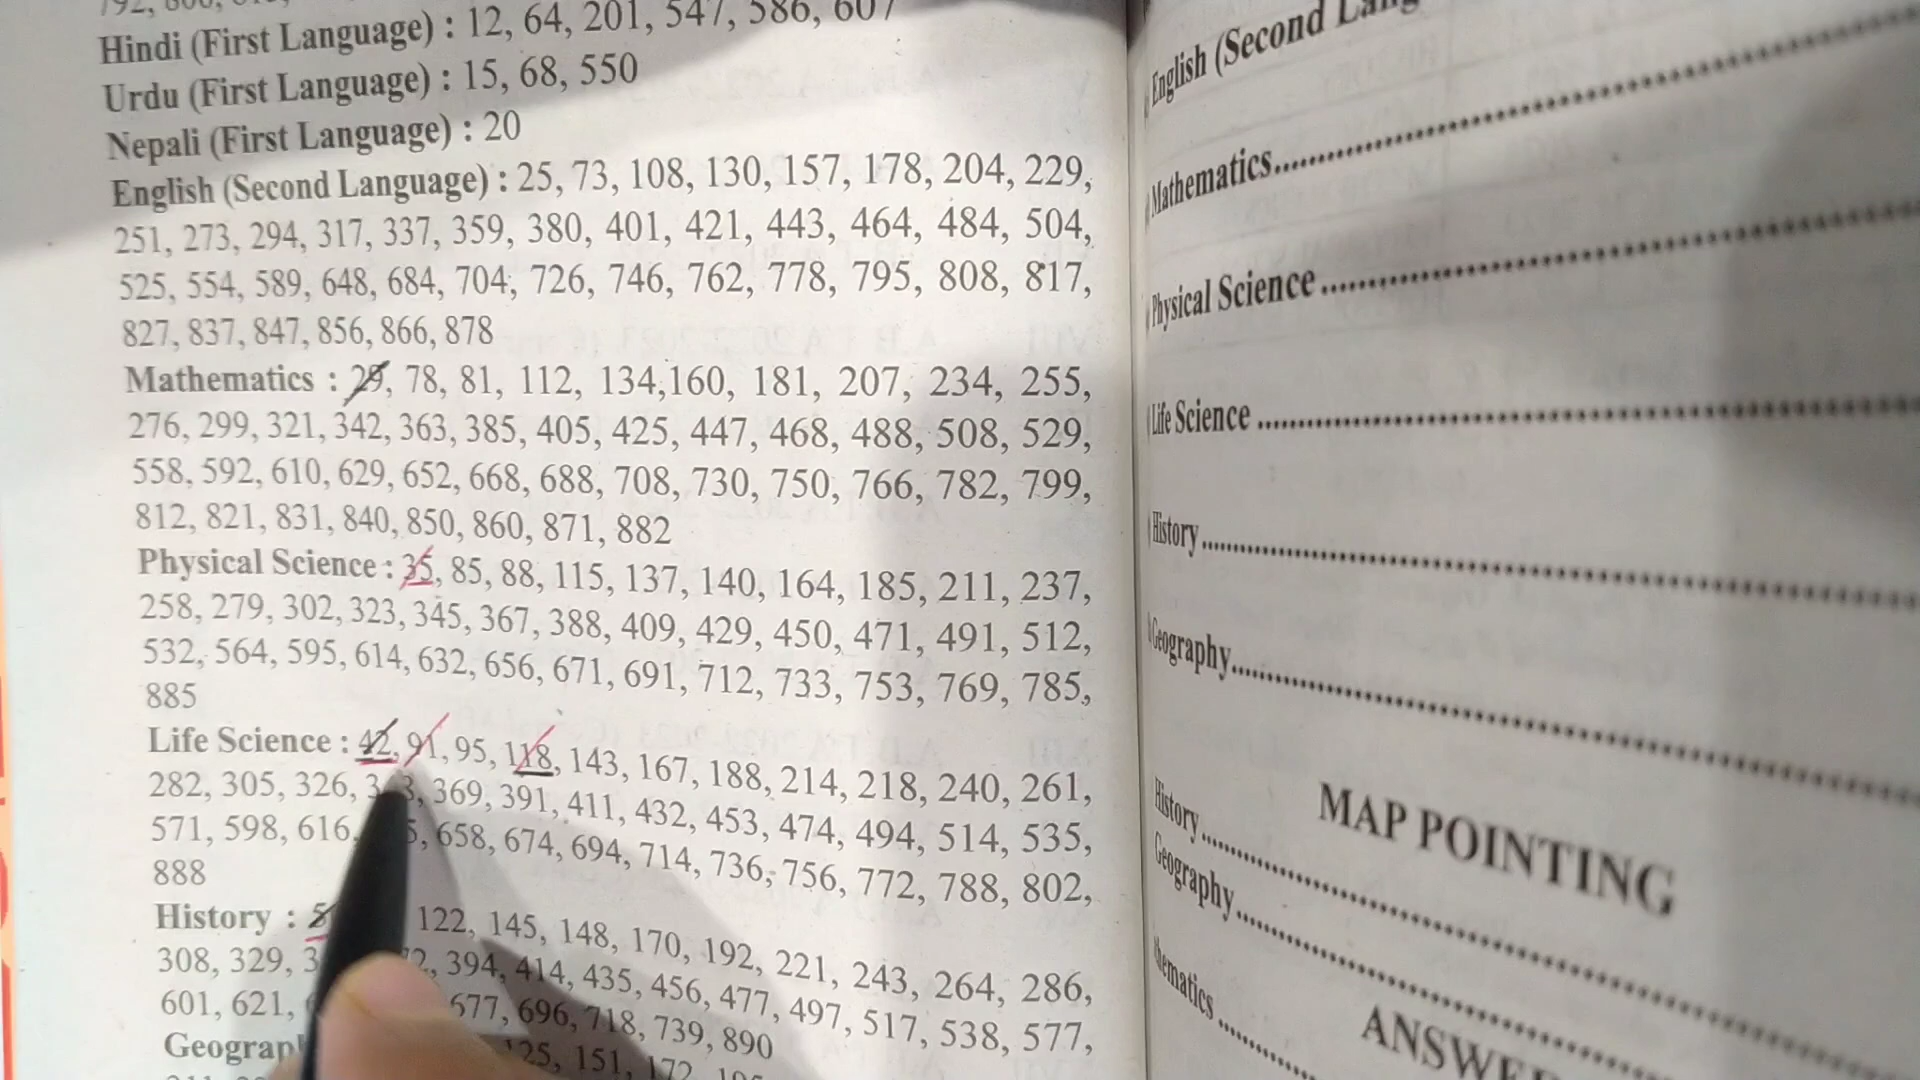 Hindi (First Language) : 12, 64, 201, 547, 586, 607
Urdu (First Language) : 15, 68, 550
Nepali (First Language) : 20
English (Second Language) : 25, 73, 108, 130, 157, 178, 204, 229,
251, 273, 294, 317, 337, 359, 380, 401, 421, 443, 464, 484, 504,
525, 554, 589, 648, 684, 704, 726, 746, 762, 778, 795, 808, 817,
827, 837, 847, 856, 866, 878
Mathematics : 29, 78, 81, 112, 134,160, 181, 207, 234, 255,
276, 299, 321, 342, 363, 385, 405, 425, 447, 468, 488, 508, 529,
558, 592, 610, 629, 652, 668, 688, 708, 730, 750, 766, 782, 799,
812, 821, 831, 840, 850, 860, 871, 882
Physical Science : 35, 85, 88, 115, 137, 140, 164, 185, 211, 237,
258, 279, 302, 323, 345, 367, 388, 409, 429, 450, 471, 491, 512,
532, 564, 595, 614, 632, 656, 671, 691, 712, 733, 753, 769, 785,
885
Life Science : 42, 91, 95, 118, 143, 167, 188, 214, 218, 240, 261,
282, 305, 326, 369, 391, 411, 432, 453, 474, 494, 514, 535,
571, 598, 616, 658, 674, 694, 714, 736, 756, 772, 788, 802,
888
History : 122, 145, 148, 170, 192, 221, 243, 264, 286,
308, 329, 394, 414, 435, 456, 477, 497, 517, 538, 577,
601, 621, 677, 696, 718, 739, 890
125, 151, 172
English (Second
Mathematics
Physical Science
Life Science
History
Geography
MAP POINTING
History
Geography